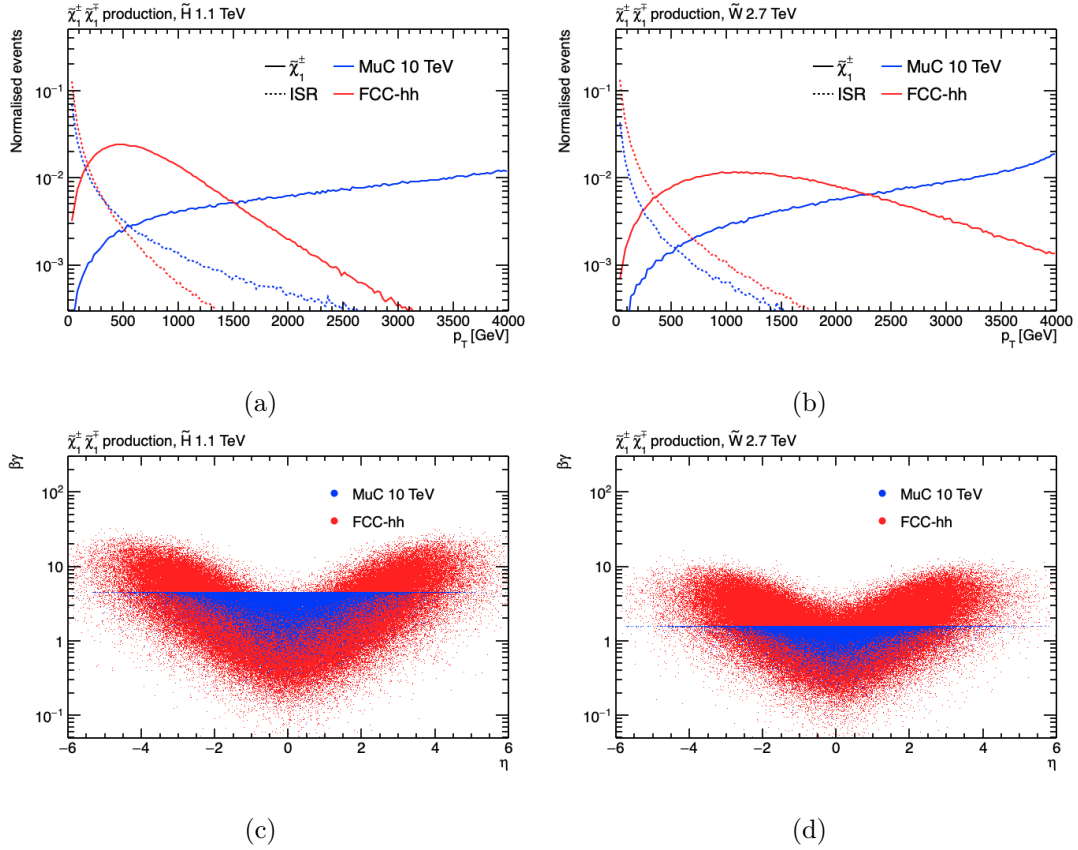 χ̃₁± χ̃₁∓ production, H̃ 1.1 TeV
Normalised events
χ̃₁± MuC 10 TeV
ISR FCC-hh
10⁻¹
10⁻²
10⁻³
0 500 1000 1500 2000 2500 3000 3500 4000
p_T [GeV]
(a)
χ̃₁± χ̃₁∓ production, W̃ 2.7 TeV
Normalised events
χ̃₁± MuC 10 TeV
ISR FCC-hh
10⁻¹
10⁻²
10⁻³
0 500 1000 1500 2000 2500 3000 3500 4000
p_T [GeV]
(b)
χ̃₁± χ̃₁∓ production, H̃ 1.1 TeV
βγ
MuC 10 TeV
FCC-hh
10²
10
1
10⁻¹
−6 −4 −2 0 2 4 6
η
(c)
χ̃₁± χ̃₁∓ production, W̃ 2.7 TeV
βγ
MuC 10 TeV
FCC-hh
10²
10
1
10⁻¹
−6 −4 −2 0 2 4 6
η
(d)